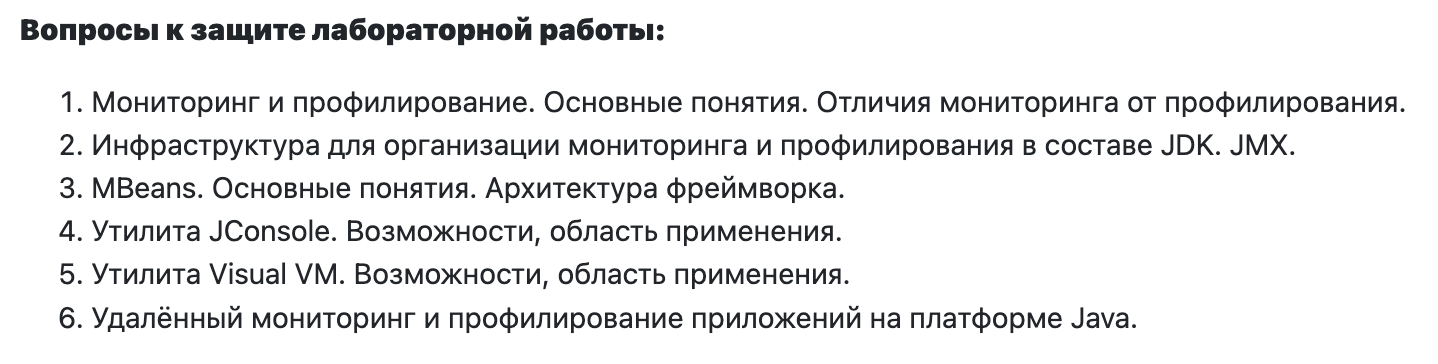 Вопросы к защите лабораторной работы:
1. Мониторинг и профилирование. Основные понятия. Отличия мониторинга от профилирования.
2. Инфраструктура для организации мониторинга и профилирования в составе JDK. JMX.
3. MBeans. Основные понятия. Архитектура фреймворка.
4. Утилита JConsole. Возможности, область применения.
5. Утилита Visual VM. Возможности, область применения.
6. Удалённый мониторинг и профилирование приложений на платформе Java.